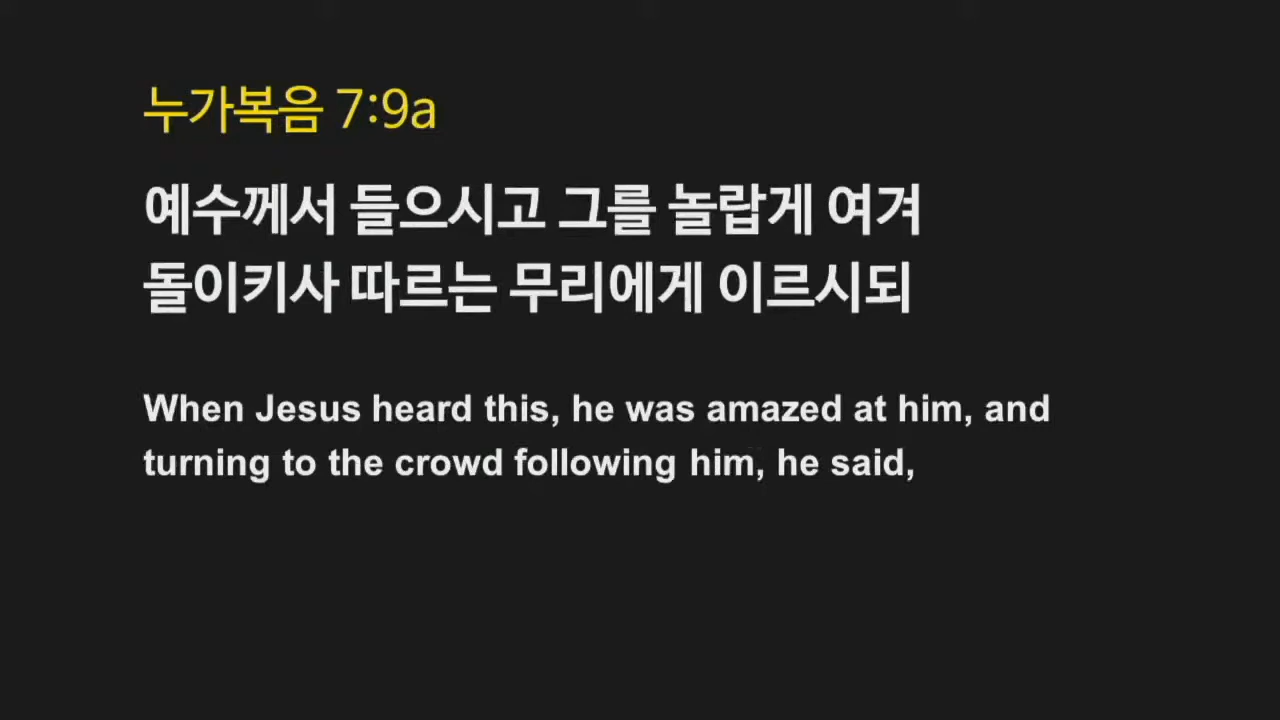 누가복음 7:9a
예수께서 들으시고 그를 놀랍게 여겨
돌이키사 따르는 무리에게 이르시되
When Jesus heard this, he was amazed at him, and
turning to the crowd following him, he said,